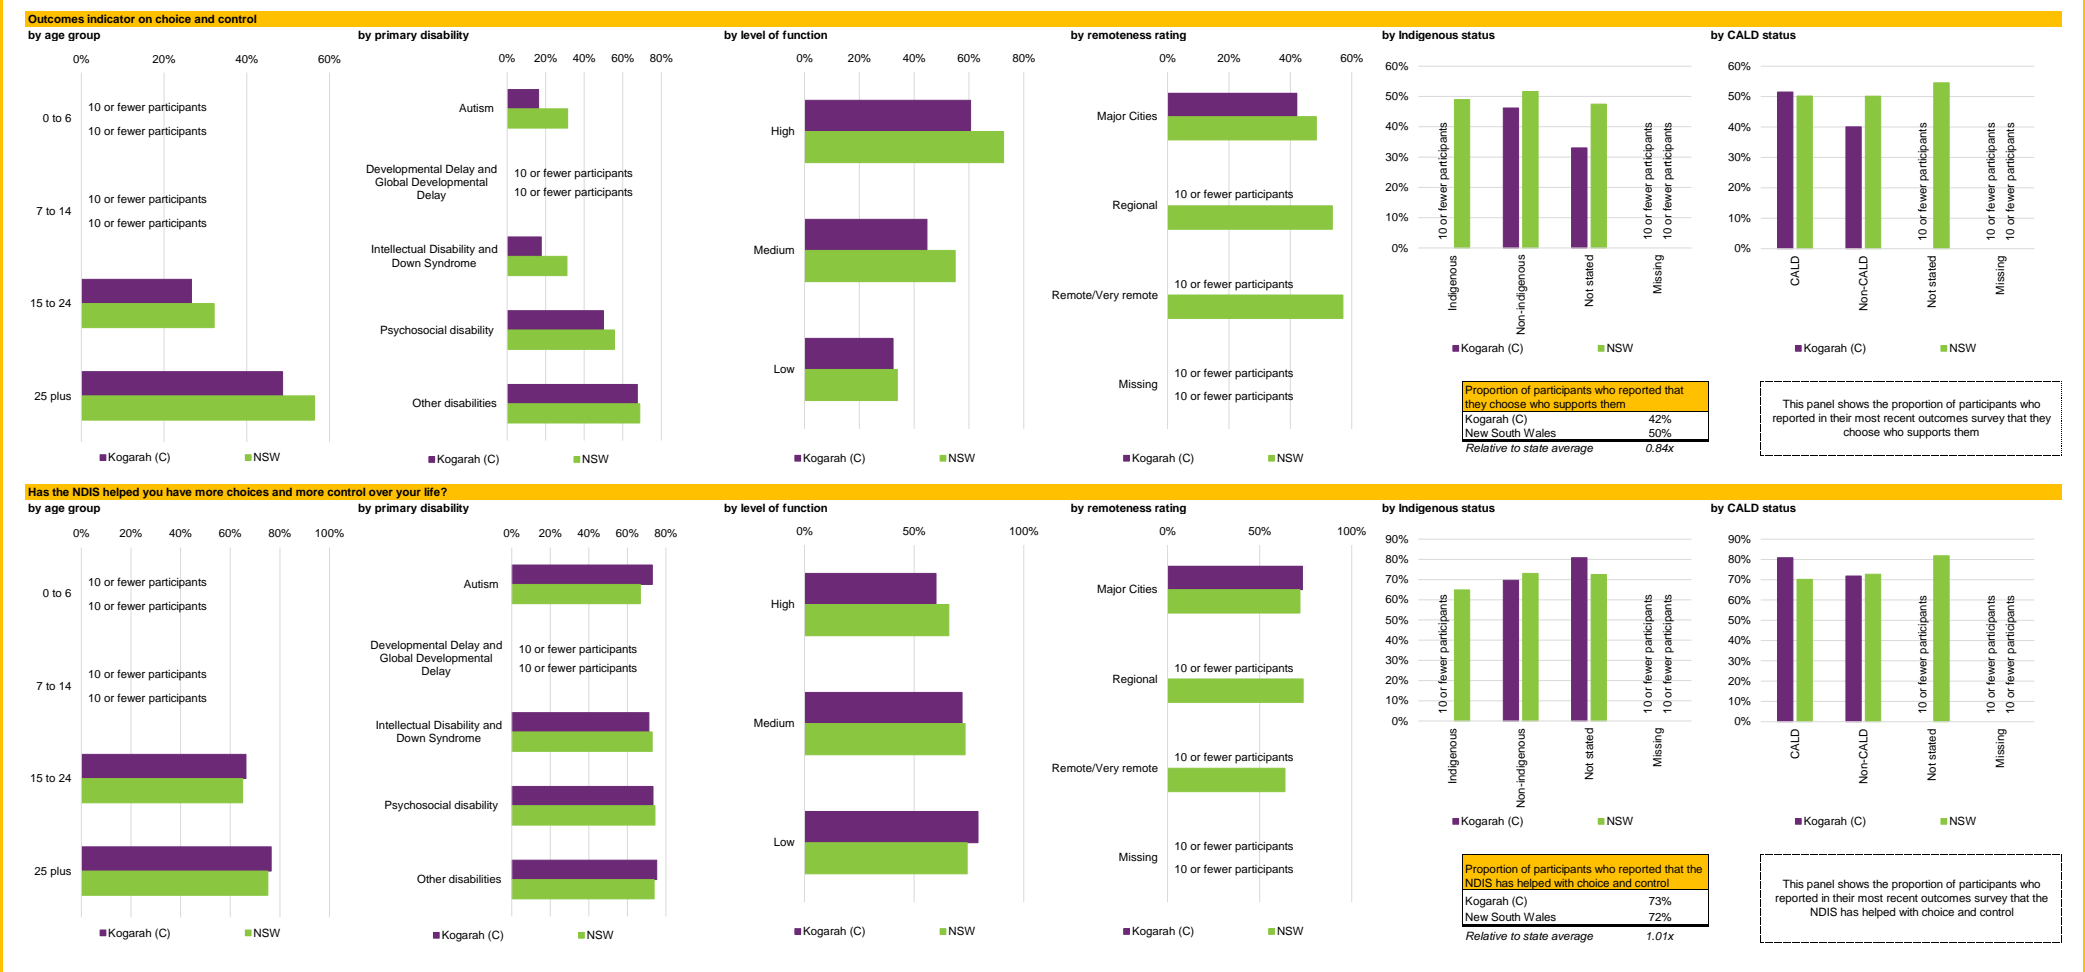 Outcomes indicator on choice and control
by age group
0%
20%
40%
60%
0 to 6
10 or fewer participants
10 or fewer participants
7 to 14
10 or fewer participants
10 or fewer participants
15 to 24
25 plus
Kogarah (C)
NSW
by primary disability
0%
20%
40%
60%
80%
Autism
Developmental Delay and
Global Developmental
Delay
10 or fewer participants
10 or fewer participants
Intellectual Disability and
Down Syndrome
Psychosocial disability
Other disabilities
Kogarah (C)
NSW
by level of function
0%
20%
40%
60%
80%
High
Medium
Low
Kogarah (C)
NSW
by remoteness rating
0%
20%
40%
60%
Major Cities
Regional
10 or fewer participants
Remote/Very remote
10 or fewer participants
Missing
10 or fewer participants
10 or fewer participants
Kogarah (C)
NSW
by Indigenous status
60%
50%
40%
30%
20%
10%
0%
10 or fewer participants
10 or fewer participants
10 or fewer participants
Indigenous
Non-indigenous
Not stated
Missing
Kogarah (C)
NSW
Proportion of participants who reported that
they choose who supports them
Kogarah (C) 42%
New South Wales 50%
Relative to state average 0.84x
by CALD status
60%
50%
40%
30%
20%
10%
0%
10 or fewer participants
10 or fewer participants
10 or fewer participants
CALD
Non-CALD
Not stated
Missing
Kogarah (C)
NSW
This panel shows the proportion of participants who
reported in their most recent outcomes survey that they
choose who supports them
Has the NDIS helped you have more choices and more control over your life?
by age group
0%
20%
40%
60%
80%
100%
0 to 6
10 or fewer participants
10 or fewer participants
7 to 14
10 or fewer participants
10 or fewer participants
15 to 24
25 plus
Kogarah (C)
NSW
by primary disability
0%
20%
40%
60%
80%
Autism
Developmental Delay and
Global Developmental
Delay
10 or fewer participants
10 or fewer participants
Intellectual Disability and
Down Syndrome
Psychosocial disability
Other disabilities
Kogarah (C)
NSW
by level of function
0%
50%
100%
High
Medium
Low
Kogarah (C)
NSW
by remoteness rating
0%
50%
100%
Major Cities
Regional
10 or fewer participants
Remote/Very remote
10 or fewer participants
Missing
10 or fewer participants
10 or fewer participants
Kogarah (C)
NSW
by Indigenous status
90%
80%
70%
60%
50%
40%
30%
20%
10%
0%
10 or fewer participants
10 or fewer participants
10 or fewer participants
Indigenous
Non-indigenous
Not stated
Missing
Kogarah (C)
NSW
Proportion of participants who reported that the
NDIS has helped with choice and control
Kogarah (C) 73%
New South Wales 72%
Relative to state average 1.01x
by CALD status
90%
80%
70%
60%
50%
40%
30%
20%
10%
0%
10 or fewer participants
10 or fewer participants
10 or fewer participants
CALD
Non-CALD
Not stated
Missing
Kogarah (C)
NSW
This panel shows the proportion of participants who
reported in their most recent outcomes survey that the
NDIS has helped with choice and control